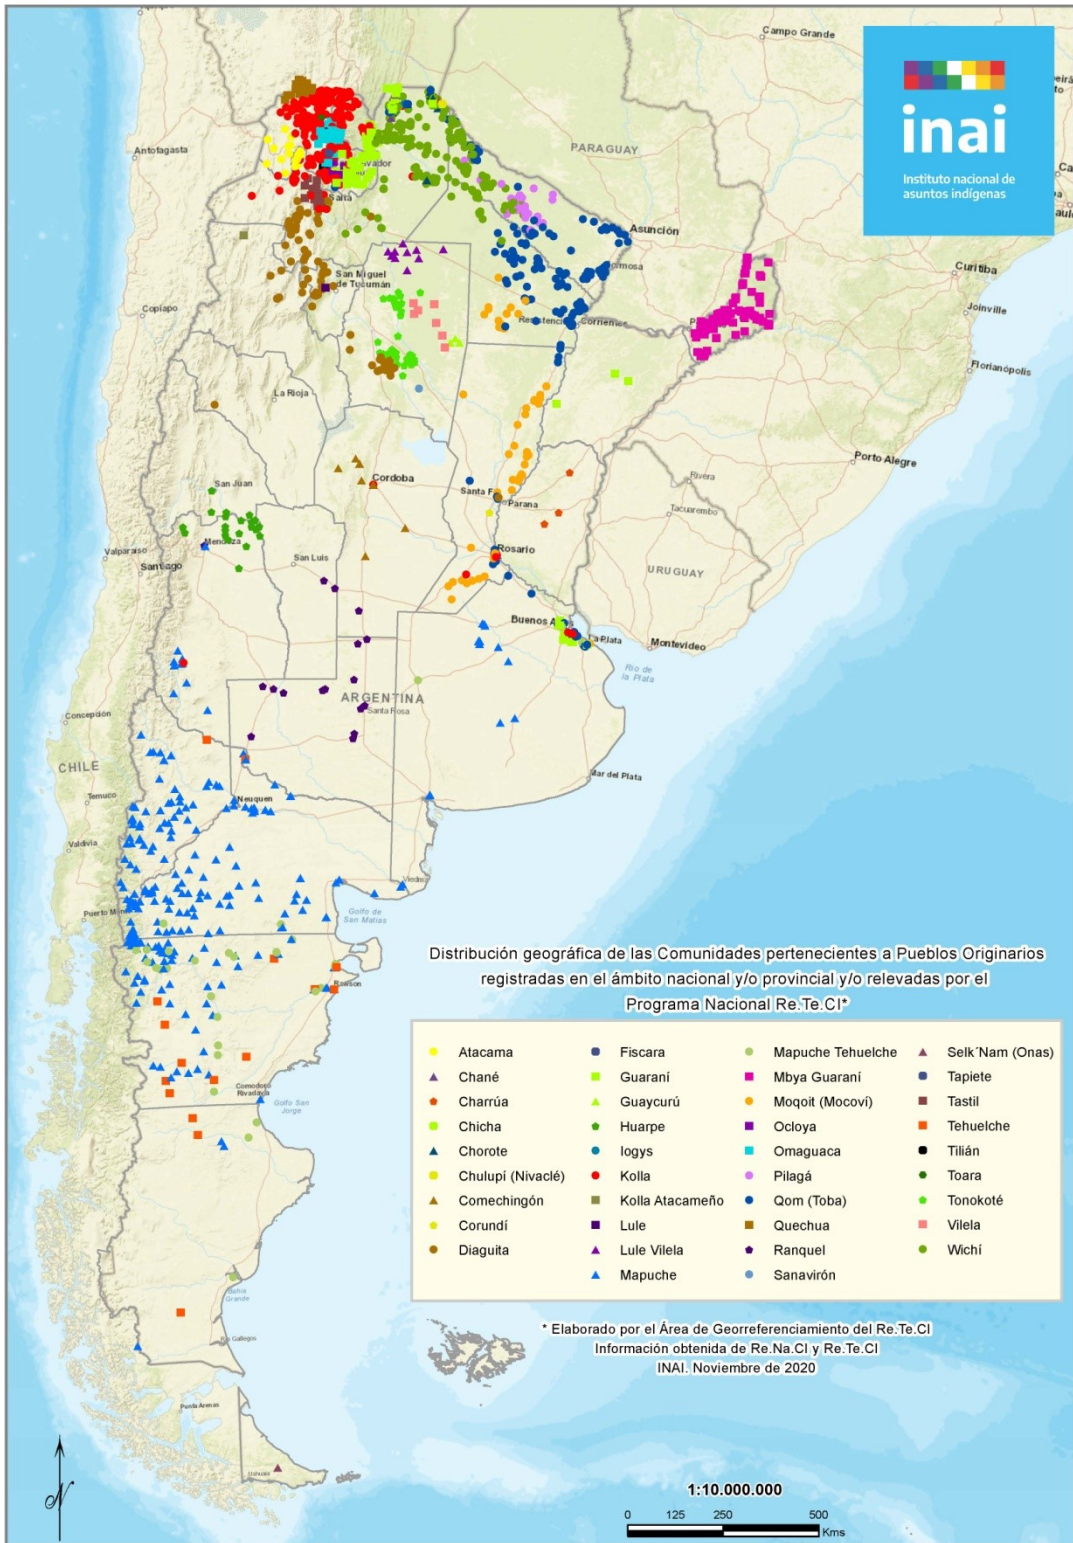 Campo Grande
inai
Instituto nacional de
asuntos indígenas
Antofagasta
PARAGUAY
Salta
Asunción
Curitiba
Joinville
San Miguel
de Tucumán
Copiapo
Florianópolis
La Rioja
Porto Alegre
Rivera
Tacuarembo
San Juan
Cordoba
Parana
Rosario
Mendoza
Valparaiso
Santiago
San Luis
URUGUAY
La Plata
Montevideo
Rio de
la Plata
ARGENTINA
Santa Rosa
Concepción
CHILE
Mar del Plata
Temuco
Neuquen
Valdivia
Golfo de
San Matías
Rawson
Distribución geográfica de las Comunidades pertenecientes a Pueblos Originarios
registradas en el ámbito nacional y/o provincial y/o relevadas por el
Programa Nacional Re.Te.CI*
Atacama
Chané
Charrúa
Chicha
Chorote
Chulupí (Nivaclé)
Comechingón
Corundí
Diaguita
Fiscara
Guaraní
Guaycurú
Huarpe
Iogys
Kolla
Kolla Atacameño
Lule
Lule Vilela
Mapuche
Mapuche Tehuelche
Mbya Guaraní
Moqoit (Mocoví)
Ocloya
Omaguaca
Pilagá
Qom (Toba)
Quechua
Ranquel
Sanavirón
Selk´Nam (Onas)
Tapiete
Tastil
Tehuelche
Tilián
Toara
Tonokoté
Vilela
Wichí
Comodoro
Rivadavia
Golfo San
Jorge
Bahía
Grande
Rio Gallegos
* Elaborado por el Área de Georreferenciamiento del Re.Te.CI
Información obtenida de Re.Na.CI y Re.Te.CI
INAI. Noviembre de 2020
Punta Arenas
Ushuaia
N
1:10.000.000
0 125 250 500
Kms